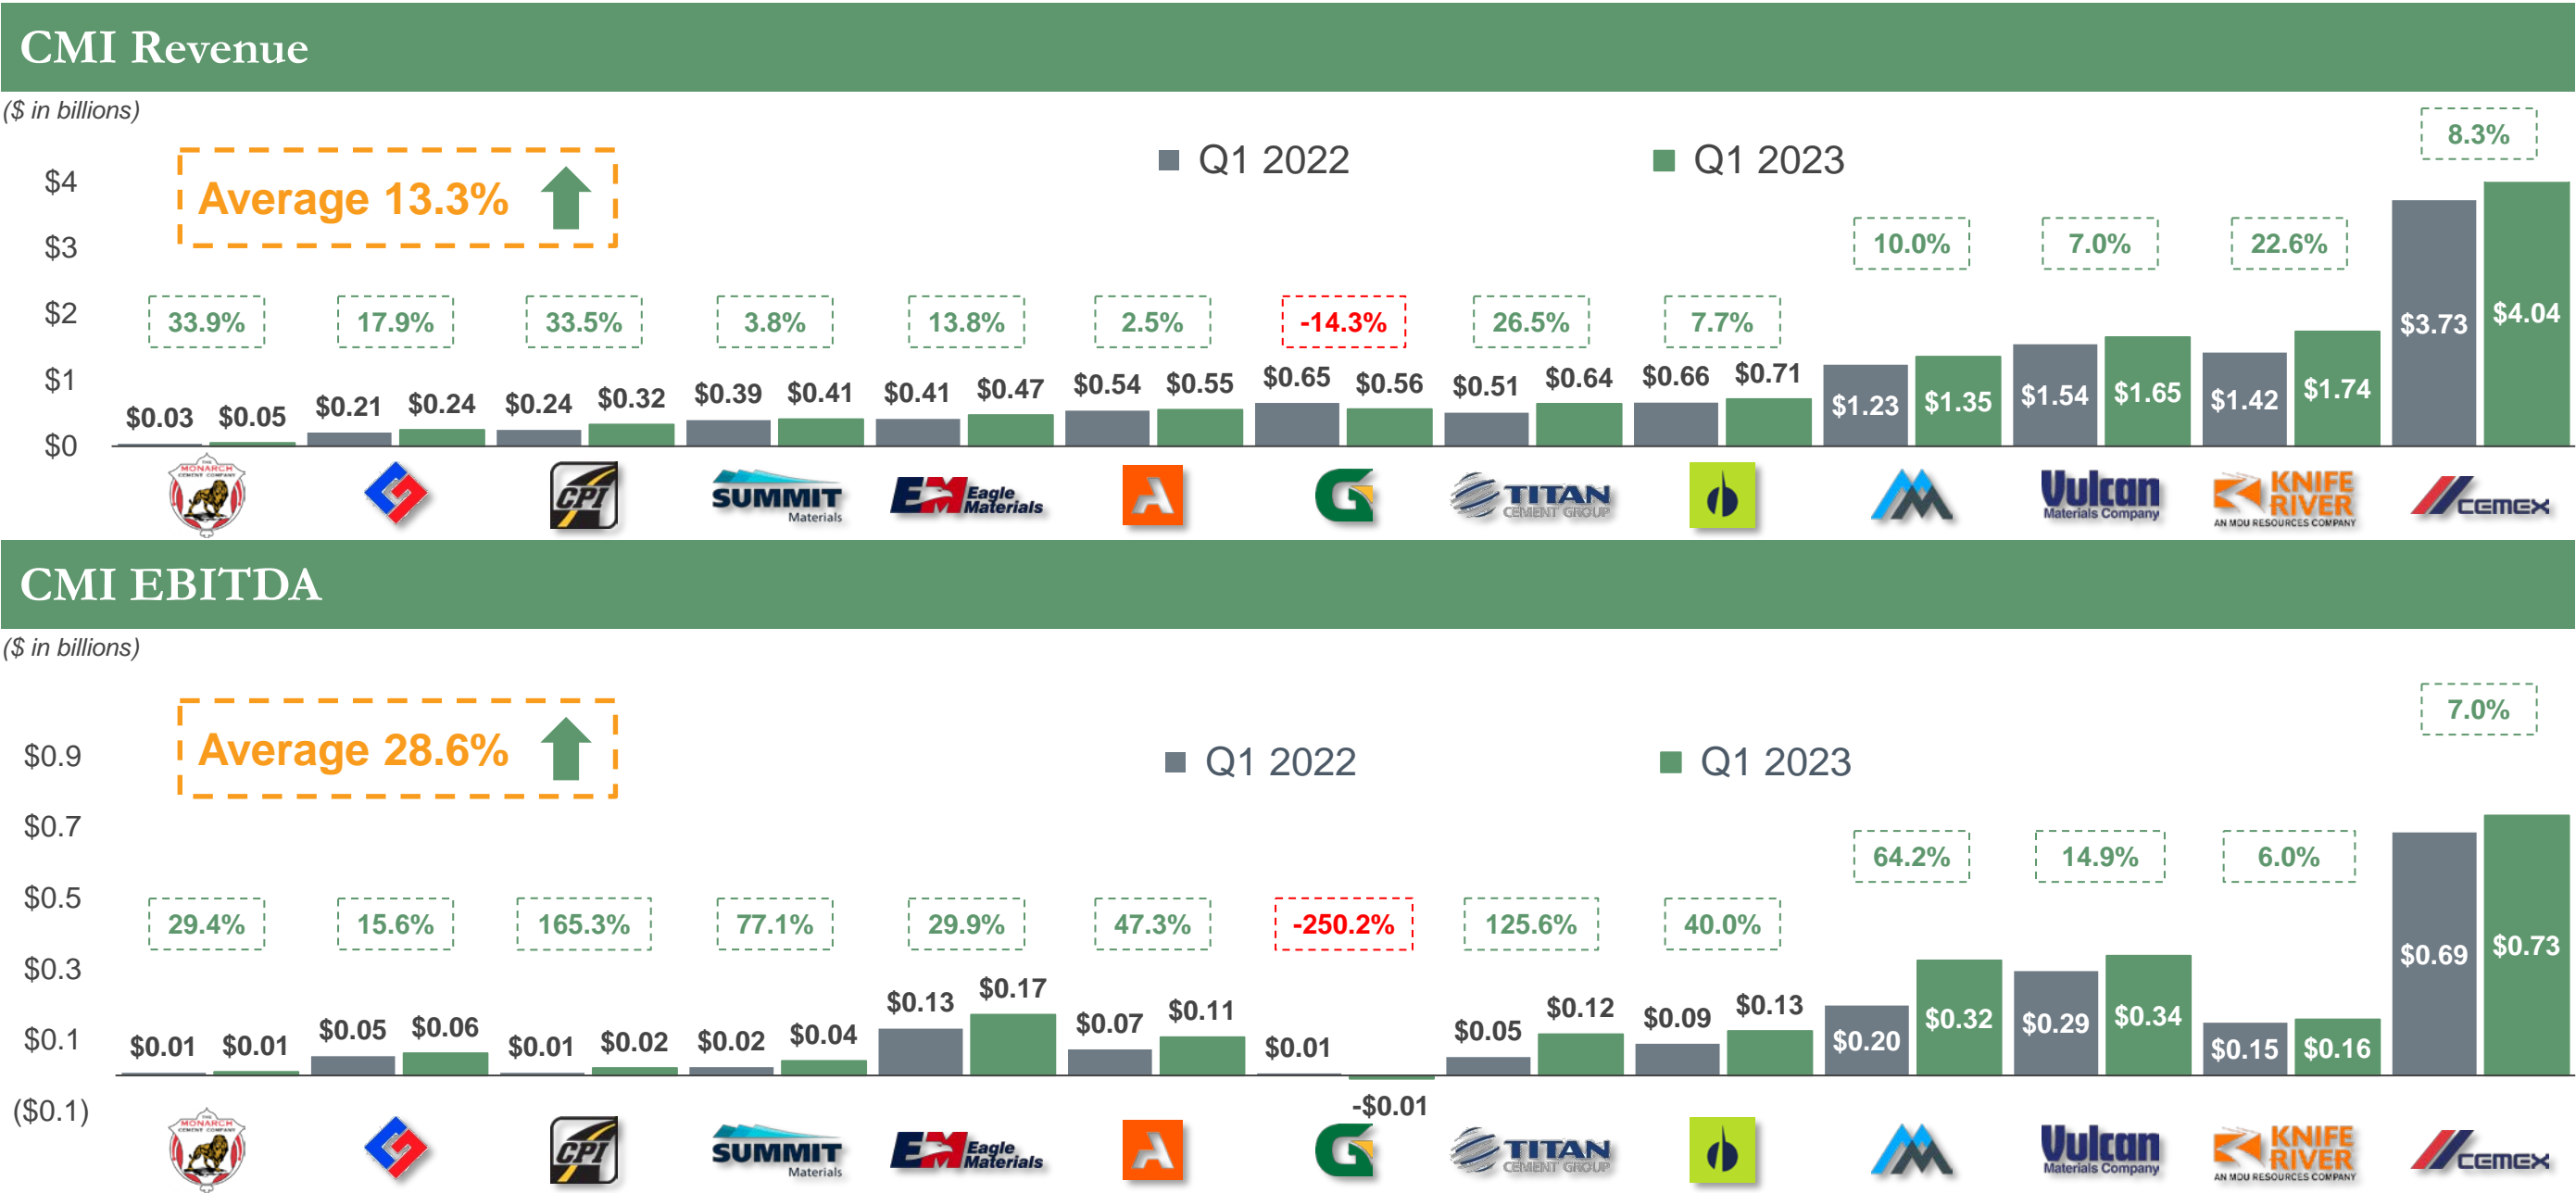 CMI Revenue
($ in billions)
8.3%
Q1 2022 Q1 2023
$4
Average 13.3%
10.0% 7.0% 22.6%
$3
$2
33.9% 17.9% 33.5% 3.8% 13.8% 2.5% -14.3% 26.5% 7.7%
$3.73 $4.04
$1
$0.03 $0.05 $0.21 $0.24 $0.24 $0.32 $0.39 $0.41 $0.41 $0.47 $0.54 $0.55 $0.65 $0.56 $0.51 $0.64 $0.66 $0.71 $1.23 $1.35 $1.54 $1.65 $1.42 $1.74
$0
THE
MONARCH
CEMENT COMPANY
CPI
SUMMIT
Materials
EM Eagle
Materials
A
G
TITAN
CEMENT GROUP
Vulcan
Materials Company
KNIFE
RIVER
AN MDU RESOURCES COMPANY
CEMEX
CMI EBITDA
($ in billions)
7.0%
Average 28.6%
Q1 2022 Q1 2023
$0.9
$0.7
64.2% 14.9% 6.0%
$0.5
29.4% 15.6% 165.3% 77.1% 29.9% 47.3% -250.2% 125.6% 40.0%
$0.69 $0.73
$0.3
$0.1
$0.01 $0.01 $0.05 $0.06 $0.01 $0.02 $0.02 $0.04 $0.13 $0.17 $0.07 $0.11 $0.01 -$0.01 $0.05 $0.12 $0.09 $0.13 $0.20 $0.32 $0.29 $0.34 $0.15 $0.16
($0.1)
THE
MONARCH
CEMENT COMPANY
CPI
SUMMIT
Materials
EM Eagle
Materials
A
G
TITAN
CEMENT GROUP
Vulcan
Materials Company
KNIFE
RIVER
AN MDU RESOURCES COMPANY
CEMEX